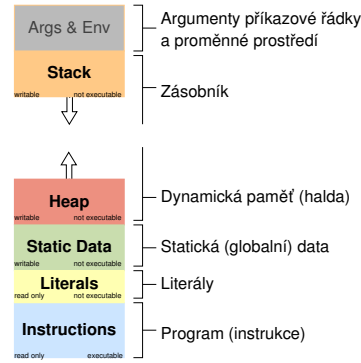 Args & Env
Argumenty příkazové řádky
a proměnné prostředí
Stack
writable not executable
Zásobník
Heap
writable not executable
Dynamická paměť (halda)
Static Data
writable not executable
Statická (globalní) data
Literals
read only not executable
Literály
Instructions
read only executable
Program (instrukce)